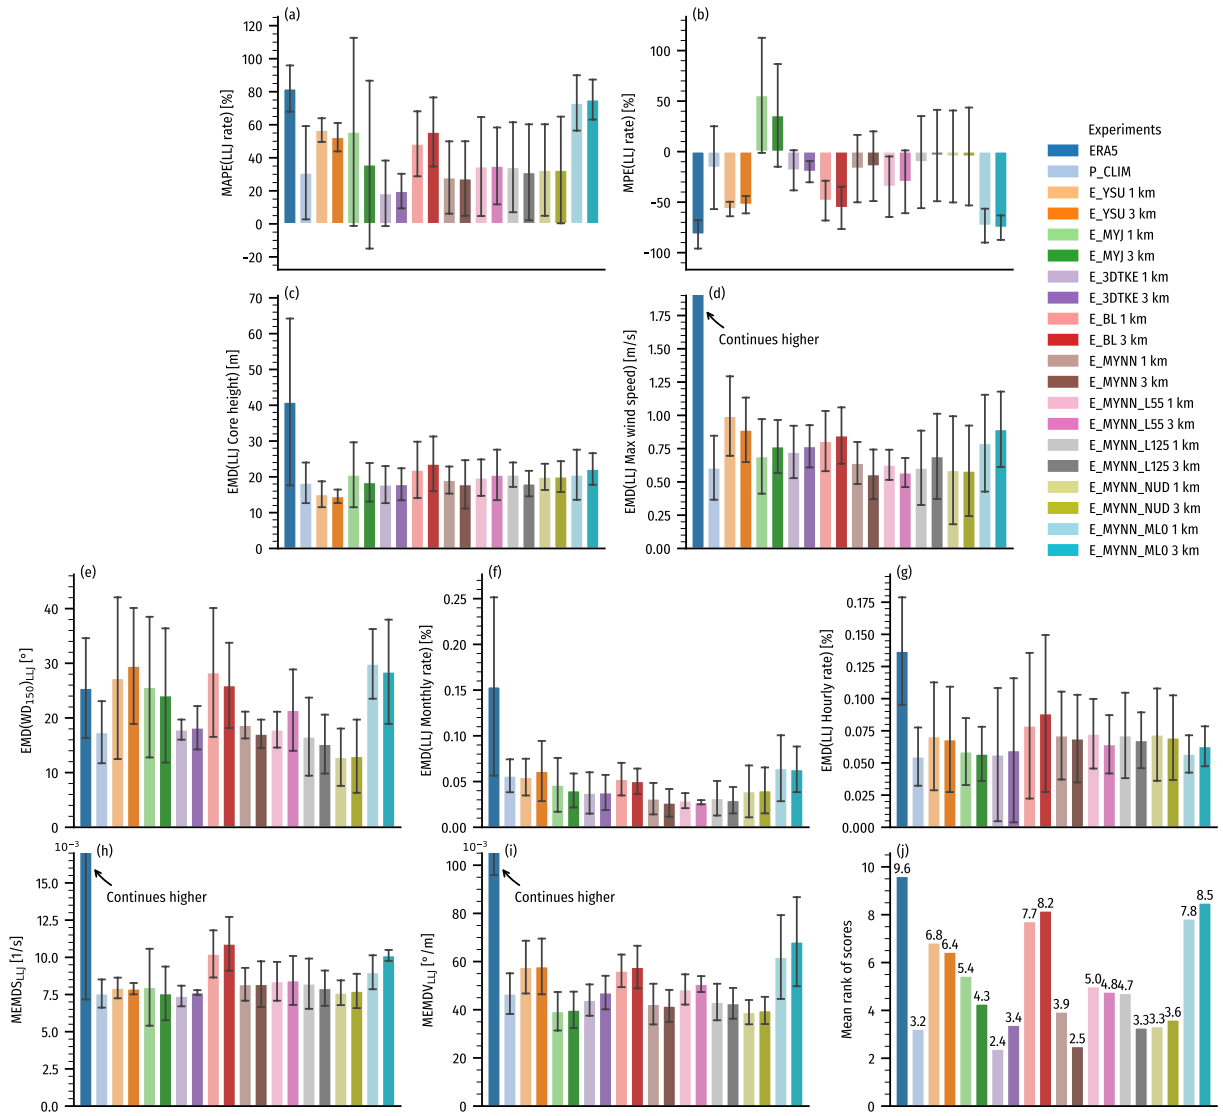 (a)
MAPE(LLJ rate) [%]
120
100
80
60
40
20
0
−20
(b)
MPE(LLJ rate) [%]
100
50
0
−50
−100
Experiments
ERA5
P_CLIM
E_YSU 1 km
E_YSU 3 km
E_MYJ 1 km
E_MYJ 3 km
E_3DTKE 1 km
E_3DTKE 3 km
E_BL 1 km
E_BL 3 km
E_MYNN 1 km
E_MYNN 3 km
E_MYNN_L55 1 km
E_MYNN_L55 3 km
E_MYNN_L125 1 km
E_MYNN_L125 3 km
E_MYNN_NUD 1 km
E_MYNN_NUD 3 km
E_MYNN_ML0 1 km
E_MYNN_ML0 3 km
(c)
EMD(LLJ Core height) [m]
70
60
50
40
30
20
10
0
(d)
EMD(LLJ Max wind speed) [m/s]
Continues higher
1.75
1.50
1.25
1.00
0.75
0.50
0.25
0.00
(e)
EMD(WD₁₅₀)LLJ [°]
40
30
20
10
0
(f)
EMD(LLJ Monthly rate) [%]
0.25
0.20
0.15
0.10
0.05
0.00
(g)
EMD(LLJ Hourly rate) [%]
0.175
0.150
0.125
0.100
0.075
0.050
0.025
0.000
(h)
10⁻³
MEMDS LLJ [1/s]
Continues higher
15.0
12.5
10.0
7.5
5.0
2.5
0.0
(i)
10⁻³
MEMDV LLJ [°/m]
Continues higher
100
80
60
40
20
0
(j)
Mean rank of scores
10
8
6
4
2
0
9.6
3.2
6.8
6.4
5.4
4.3
2.4
3.4
7.7
8.2
3.9
2.5
5.0
4.8
4.7
3.3
3.3
3.6
7.8
8.5